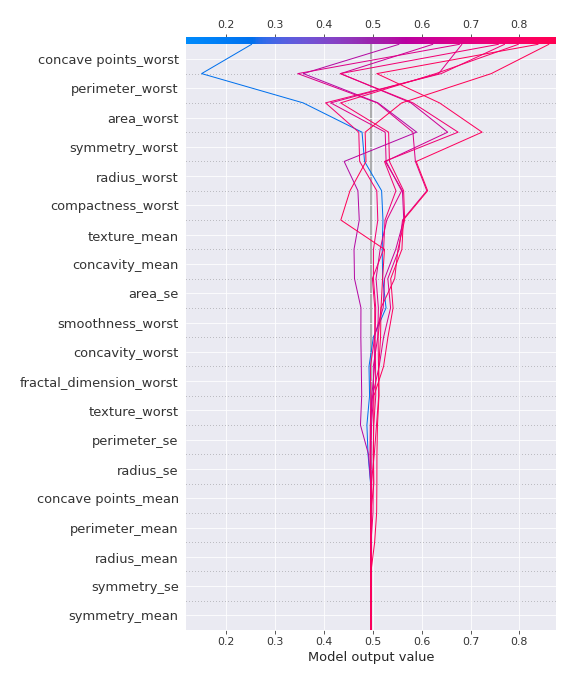 0.2 0.3 0.4 0.5 0.6 0.7 0.8
concave points_worst
perimeter_worst
area_worst
symmetry_worst
radius_worst
compactness_worst
texture_mean
concavity_mean
area_se
smoothness_worst
concavity_worst
fractal_dimension_worst
texture_worst
perimeter_se
radius_se
concave points_mean
perimeter_mean
radius_mean
symmetry_se
symmetry_mean
0.2 0.3 0.4 0.5 0.6 0.7 0.8
Model output value